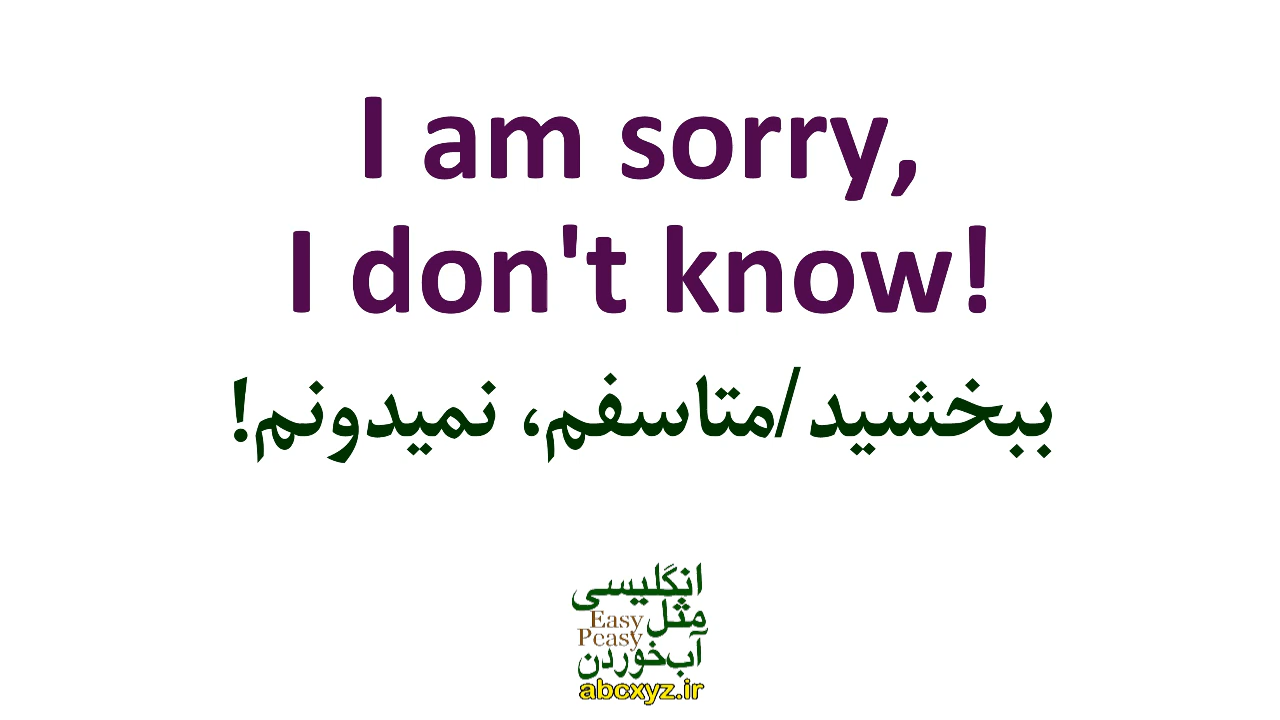 I am sorry,
I don't know!
ببخشید/متاسفم، نمیدونم!
انگلیسی
مثل
Easy
Peasy
آب‌خوردن
abcxyz.ir